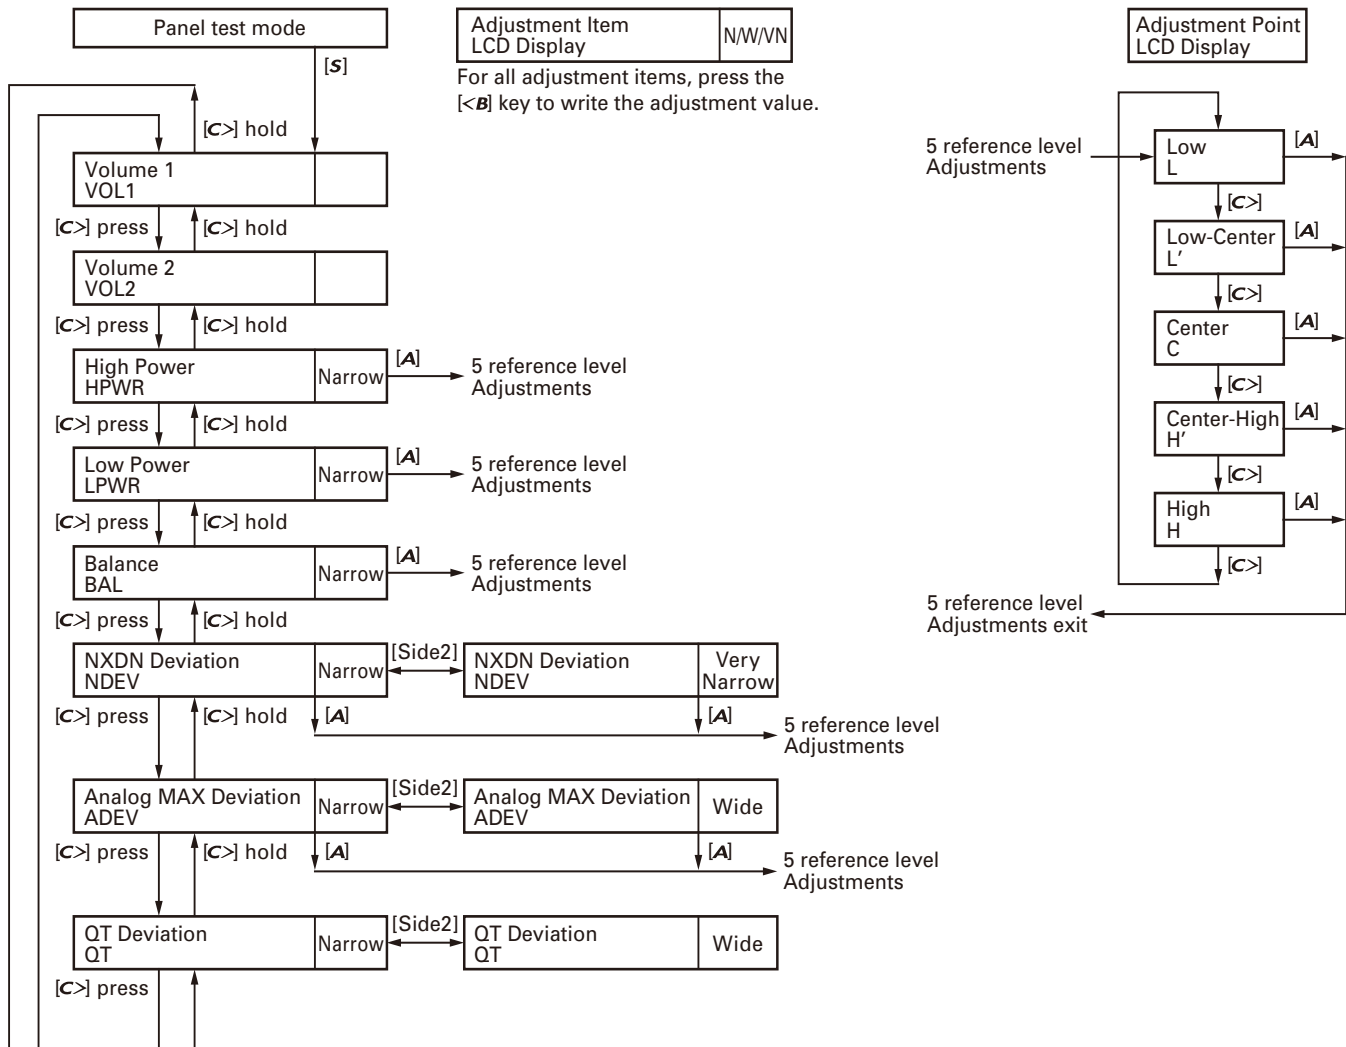 Panel test mode
Adjustment Item
LCD Display
N/W/VN
Adjustment Point
LCD Display
[S]
For all adjustment items, press the
[<B] key to write the adjustment value.
[C>] hold
Volume 1
VOL1
[C>] press
[C>] hold
Volume 2
VOL2
[C>] press
[C>] hold
High Power
HPWR
Narrow
[A]
5 reference level
Adjustments
[C>] press
[C>] hold
Low Power
LPWR
Narrow
[A]
5 reference level
Adjustments
[C>] press
[C>] hold
Balance
BAL
Narrow
[A]
5 reference level
Adjustments
[C>] press
[C>] hold
NXDN Deviation
NDEV
Narrow
[Side2]
NXDN Deviation
NDEV
Very
Narrow
[C>] press
[C>] hold
[A]
[A]
5 reference level
Adjustments
Analog MAX Deviation
ADEV
Narrow
[Side2]
Analog MAX Deviation
ADEV
Wide
[C>] press
[C>] hold
[A]
[A]
5 reference level
Adjustments
QT Deviation
QT
Narrow
[Side2]
QT Deviation
QT
Wide
[C>] press
5 reference level
Adjustments
Low
L
[A]
[C>]
Low-Center
L′
[A]
[C>]
Center
C
[A]
[C>]
Center-High
H′
[A]
[C>]
High
H
[A]
[C>]
5 reference level
Adjustments exit